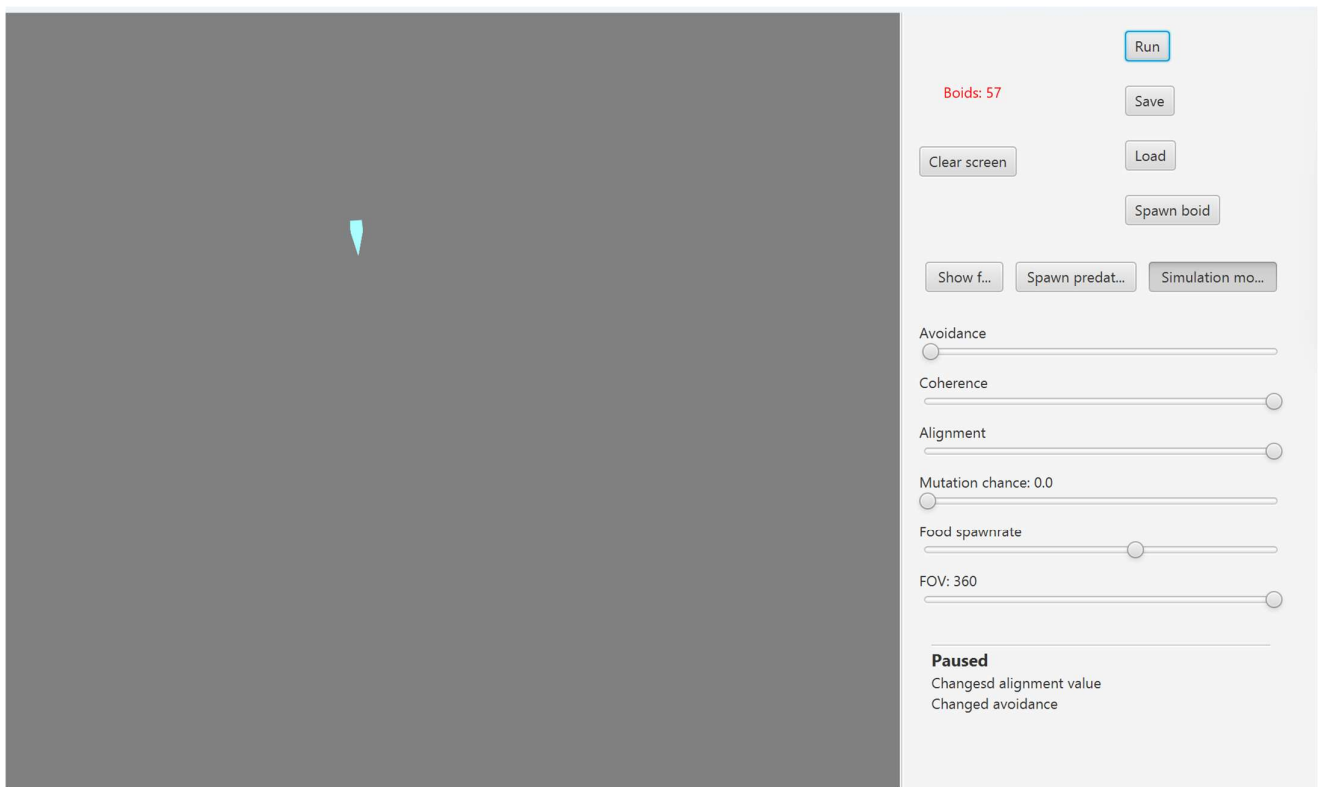 Run
Boids: 57
Save
Clear screen
Load
Spawn boid
Show f...
Spawn predat...
Simulation mo...
Avoidance
Coherence
Alignment
Mutation chance: 0.0
Food spawnrate
FOV: 360
Paused
Changesd alignment value
Changed avoidance